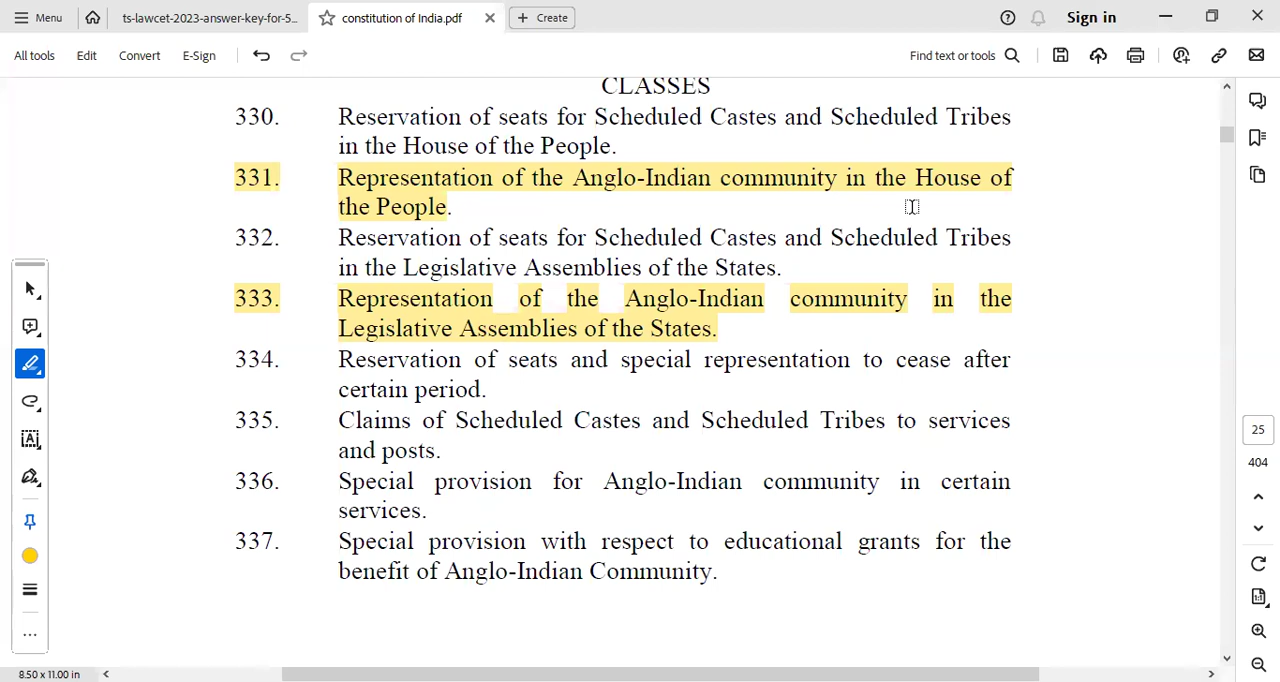 Menu
ts-lawcet-2023-answer-key-for-5...
constitution of India.pdf
Create
Sign in
All tools Edit Convert E-Sign
Find text or tools
CLASSES
330. Reservation of seats for Scheduled Castes and Scheduled Tribes
in the House of the People.
331. Representation of the Anglo-Indian community in the House of
the People.
332. Reservation of seats for Scheduled Castes and Scheduled Tribes
in the Legislative Assemblies of the States.
333. Representation of the Anglo-Indian community in the
Legislative Assemblies of the States.
334. Reservation of seats and special representation to cease after
certain period.
335. Claims of Scheduled Castes and Scheduled Tribes to services
and posts.
336. Special provision for Anglo-Indian community in certain
services.
337. Special provision with respect to educational grants for the
benefit of Anglo-Indian Community.
25
404
8.50 x 11.00 in